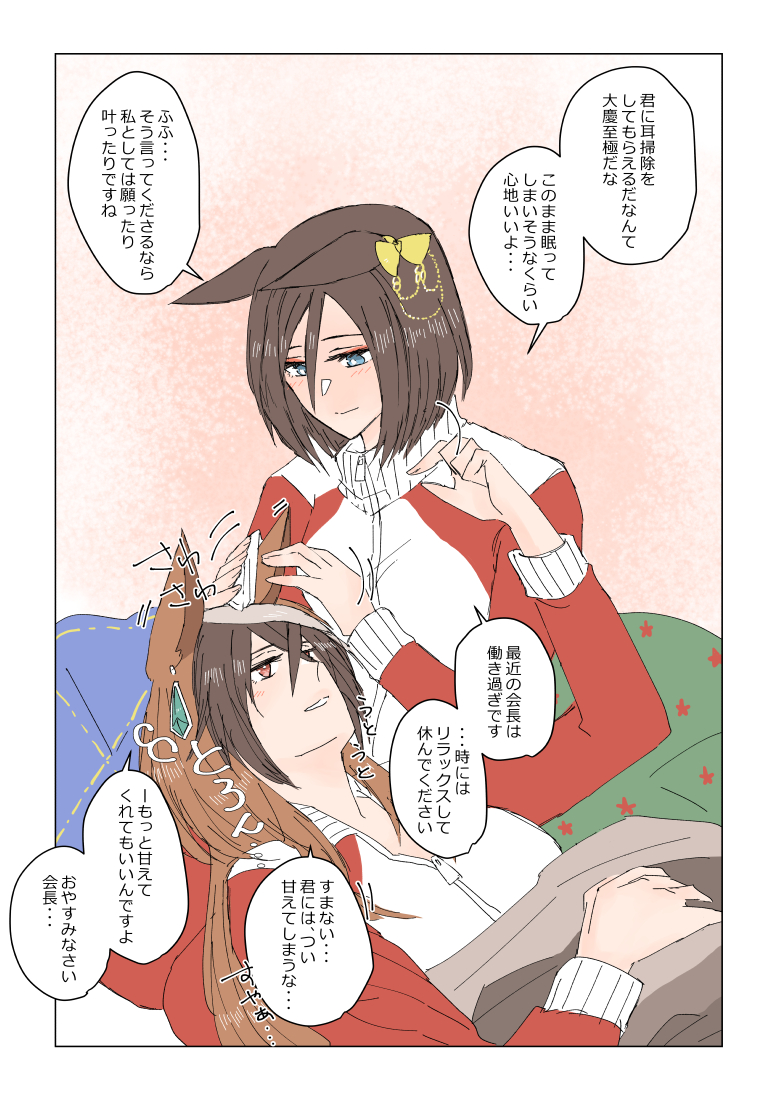 君に耳掃除を
してもらえるだなんて
大慶至極だな
このまま眠って
しまいそうなくらい
心地いいよ・・・
ふふ・・・
そう言ってくださるなら
私としては願ったり
叶ったりですね
さわ
さわ
最近の会長は
働き過ぎです
・・時には
リラックスして
休んでください
うと
うと
とろん
すまない・・・
君には、つい
甘えてしまうな・・・
ーもっと甘えて
くれてもいいんですよ
おやすみなさい
会長・・・
すやぁ・・・